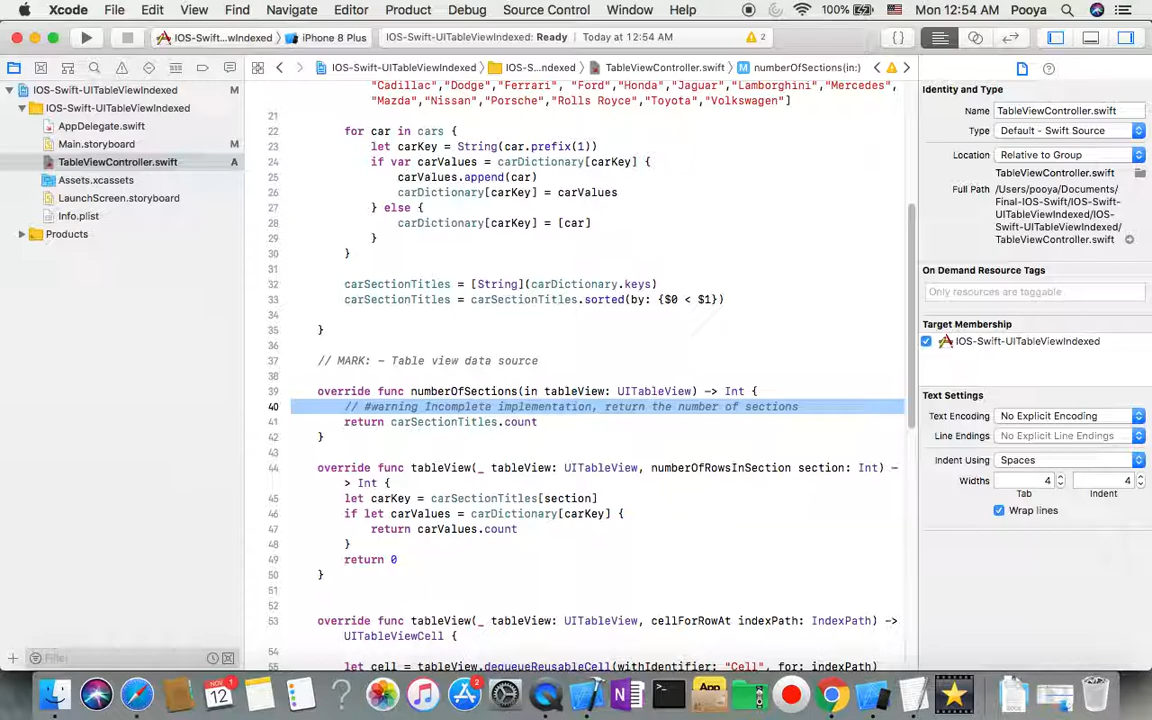 Xcode File Edit View Find Navigate Editor Product Debug Source Control Window Help 100% Mon 12:54 AM Pooya
IOS-Swift...wIndexed iPhone 8 Plus IOS-Swift-UITableViewIndexed: Ready Today at 12:54 AM 2 { }
IOS-Swift-UITableViewIndexed IOS-S...ndexed TableViewController.swift M numberOfSections(in:)
IOS-Swift-UITableViewIndexed M
IOS-Swift-UITableViewIndexed
AppDelegate.swift
Main.storyboard M
TableViewController.swift A
Assets.xcassets
LaunchScreen.storyboard
Info.plist
Products
Filter
"Cadillac","Dodge","Ferrari", "Ford","Honda","Jaguar","Lamborghini","Mercedes",
"Mazda","Nissan","Porsche","Rolls Royce","Toyota","Volkswagen"]
21
22 for car in cars {
23 let carKey = String(car.prefix(1))
24 if var carValues = carDictionary[carKey] {
25 carValues.append(car)
26 carDictionary[carKey] = carValues
27 } else {
28 carDictionary[carKey] = [car]
29 }
30 }
31
32 carSectionTitles = [String](carDictionary.keys)
33 carSectionTitles = carSectionTitles.sorted(by: {$0 < $1})
34
35 }
36
37 // MARK: - Table view data source
38
39 override func numberOfSections(in tableView: UITableView) -> Int {
40 // #warning Incomplete implementation, return the number of sections
41 return carSectionTitles.count
42 }
43
44 override func tableView(_ tableView: UITableView, numberOfRowsInSection section: Int) -
> Int {
45 let carKey = carSectionTitles[section]
46 if let carValues = carDictionary[carKey] {
47 return carValues.count
48 }
49 return 0
50 }
51
52
53 override func tableView(_ tableView: UITableView, cellForRowAt indexPath: IndexPath) ->
UITableViewCell {
54
55 let cell = tableView.dequeueReusableCell(withIdentifier: "Cell", for: indexPath)
Identity and Type
Name TableViewController.swift
Type Default - Swift Source
Location Relative to Group
TableViewController.swift
Full Path /Users/pooya/Documents/
Final-IOS-Swift/IOS-Swift-
UITableViewIndexed/IOS-
Swift-UITableViewIndexed/
TableViewController.swift
On Demand Resource Tags
Only resources are taggable
Target Membership
IOS-Swift-UITableViewIndexed
Text Settings
Text Encoding No Explicit Encoding
Line Endings No Explicit Line Endings
Indent Using Spaces
Widths 4 4
Tab Indent
Wrap lines
NOV
12
1
2
N
App